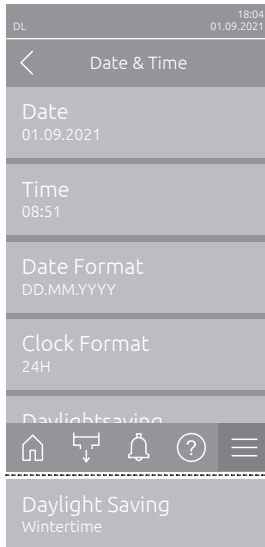 18:04
DL 01.09.2021
Date & Time
Date
01.09.2021
Time
08:51
Date Format
DD.MM.YYYY
Clock Format
24H
Daylightsaving
?
Daylight Saving
Wintertime